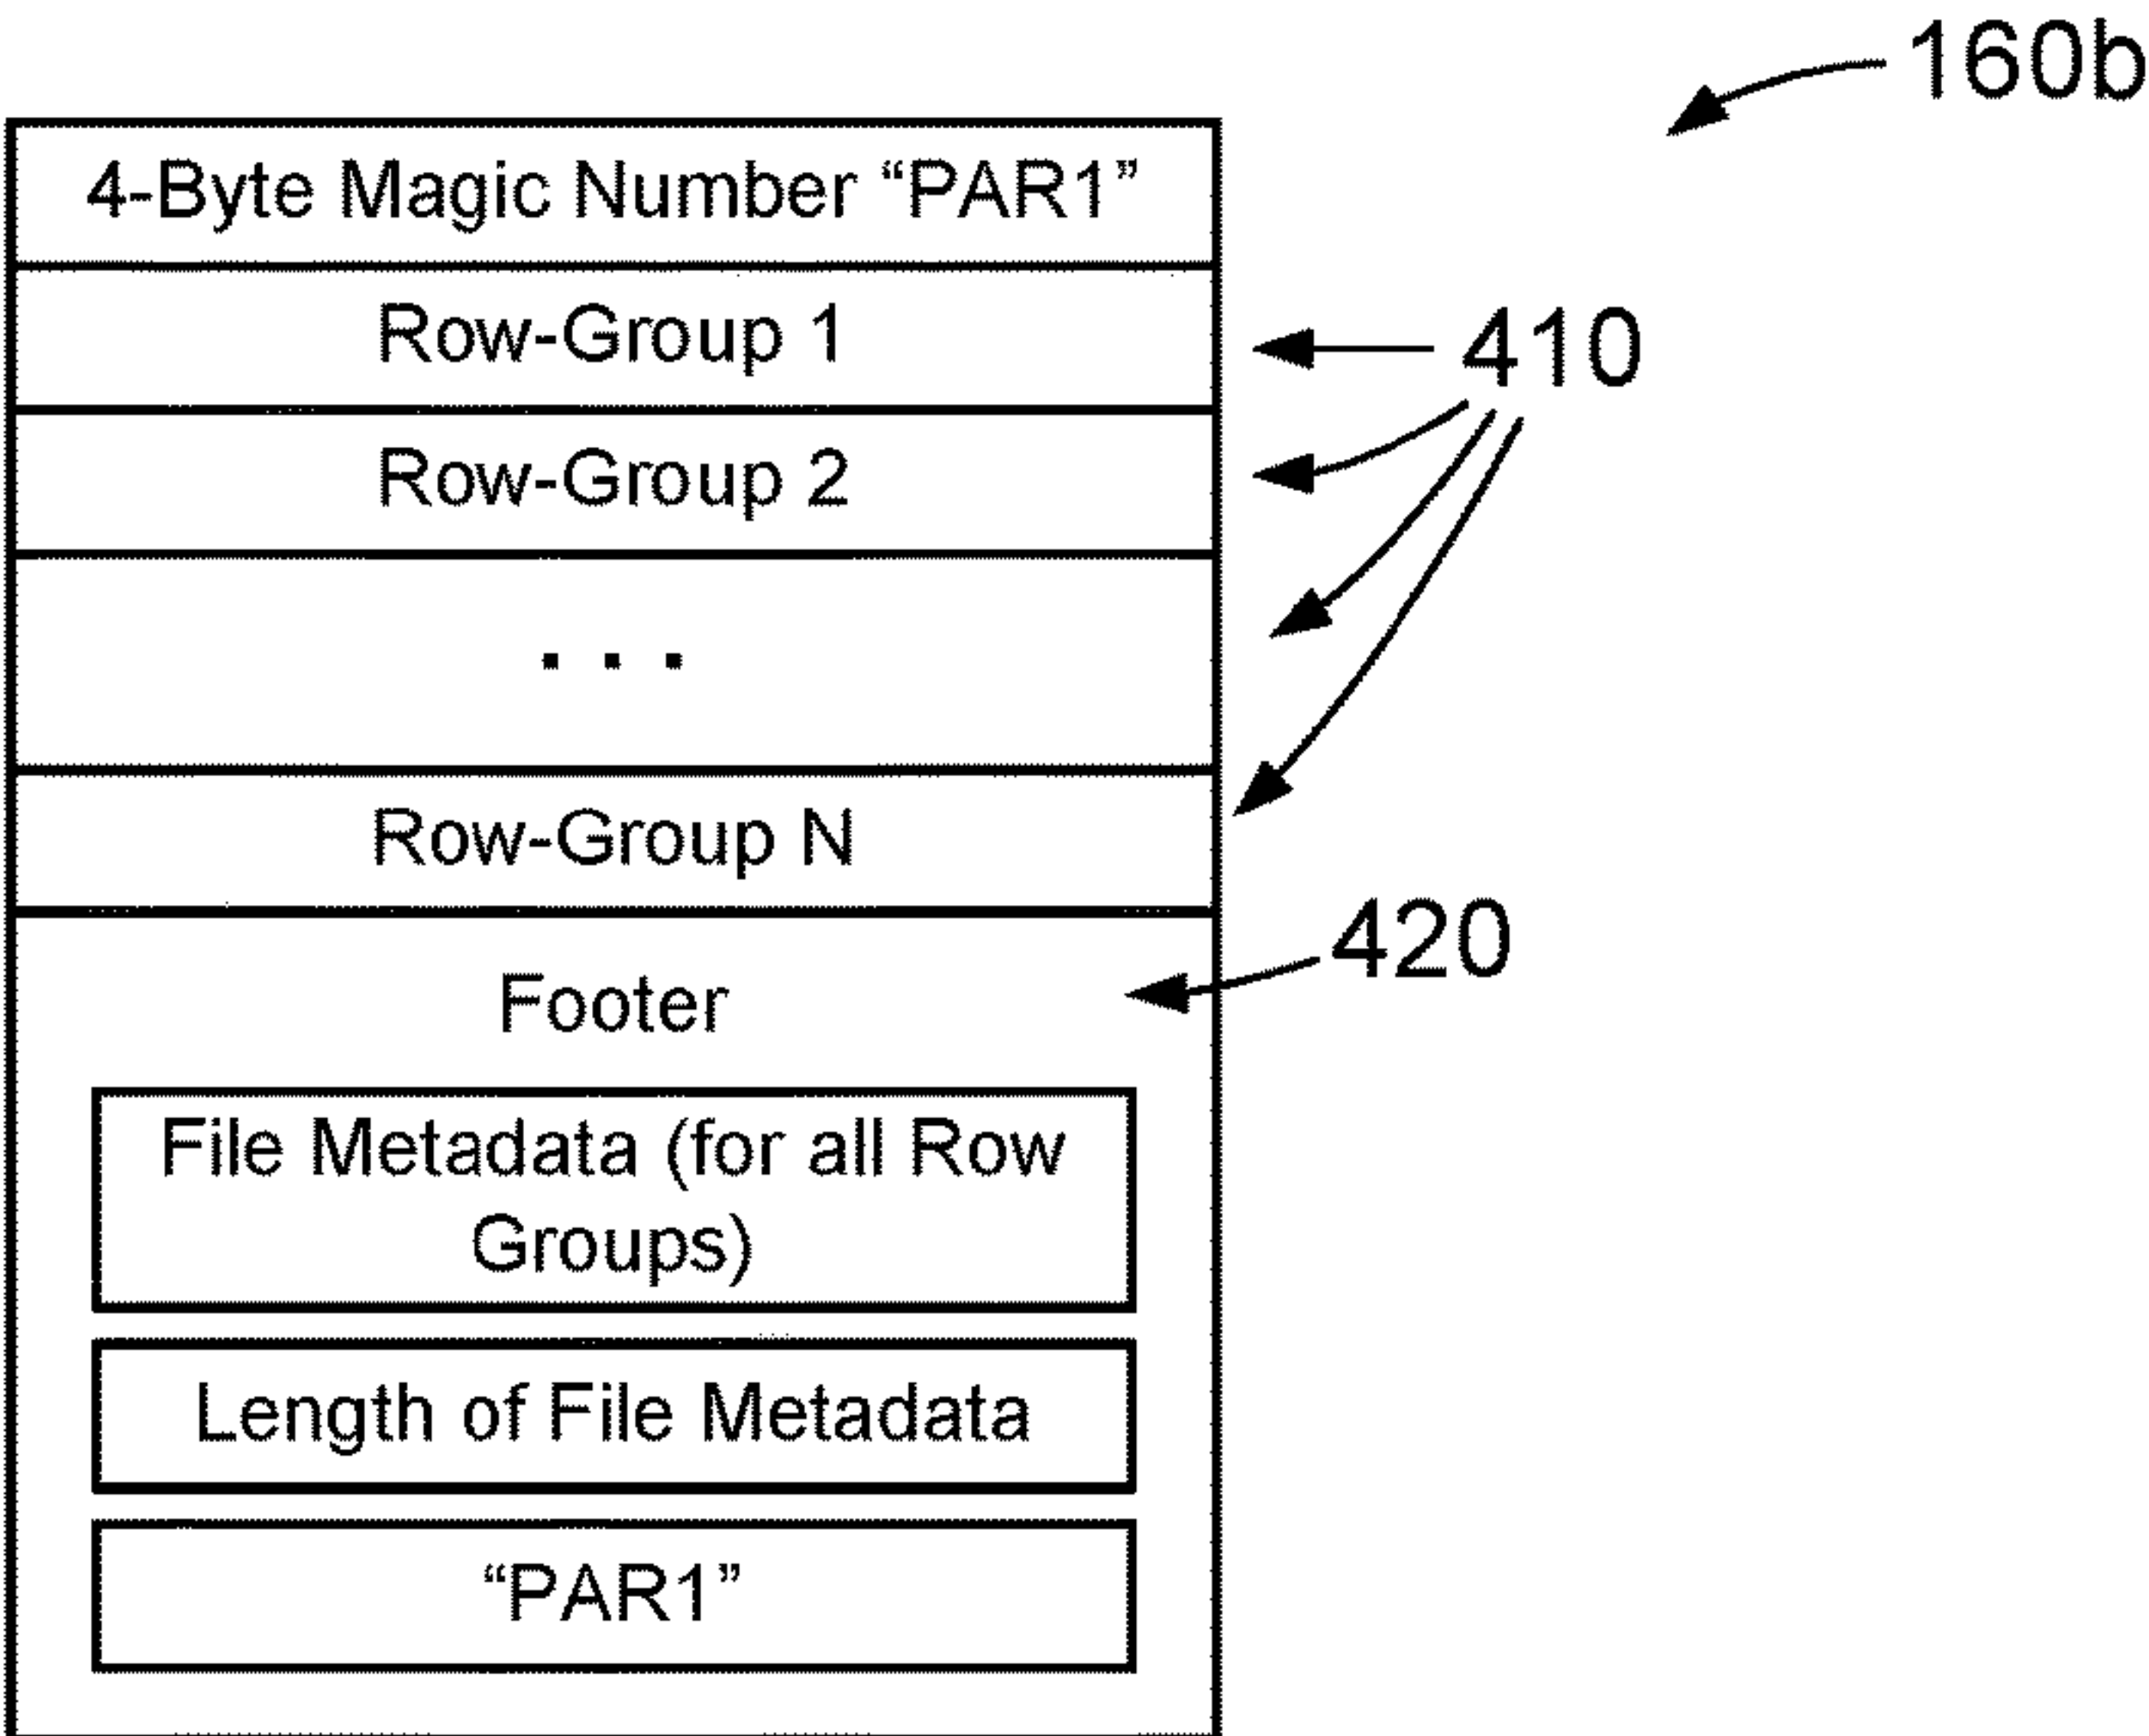 160b
4-Byte Magic Number “PAR1”
Row-Group 1
410
Row-Group 2
. . .
Row-Group N
420
Footer
File Metadata (for all Row
Groups)
Length of File Metadata
“PAR1”